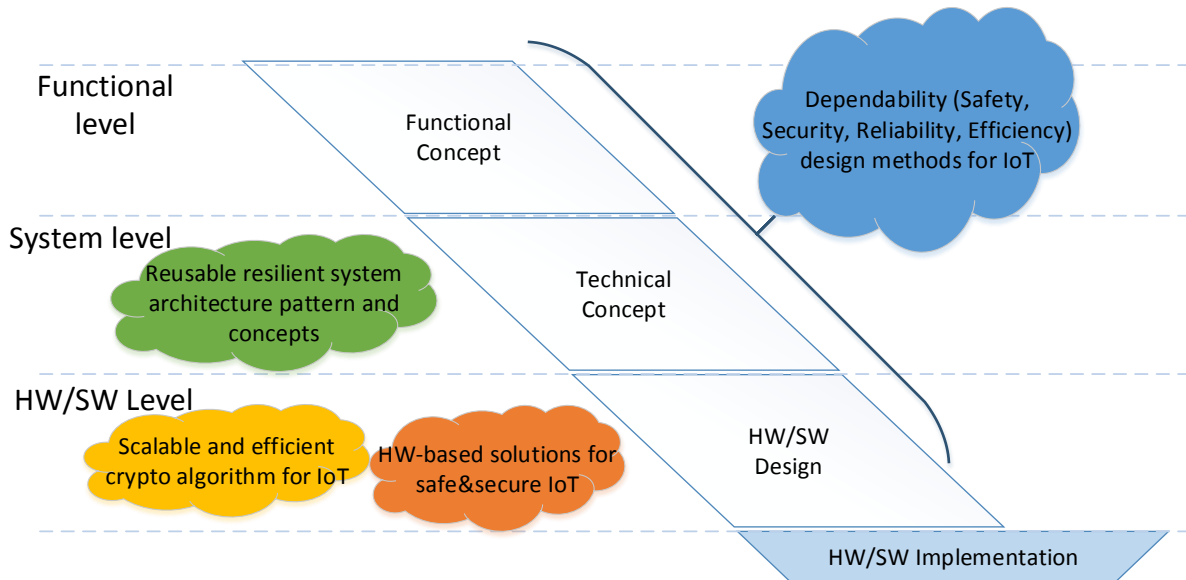 Functional
level
Functional
Concept
Dependability (Safety,
Security, Reliability, Efficiency)
design methods for IoT
System level
Reusable resilient system
architecture pattern and
concepts
Technical
Concept
HW/SW Level
Scalable and efficient
crypto algorithm for IoT
HW-based solutions for
safe&secure IoT
HW/SW
Design
HW/SW Implementation